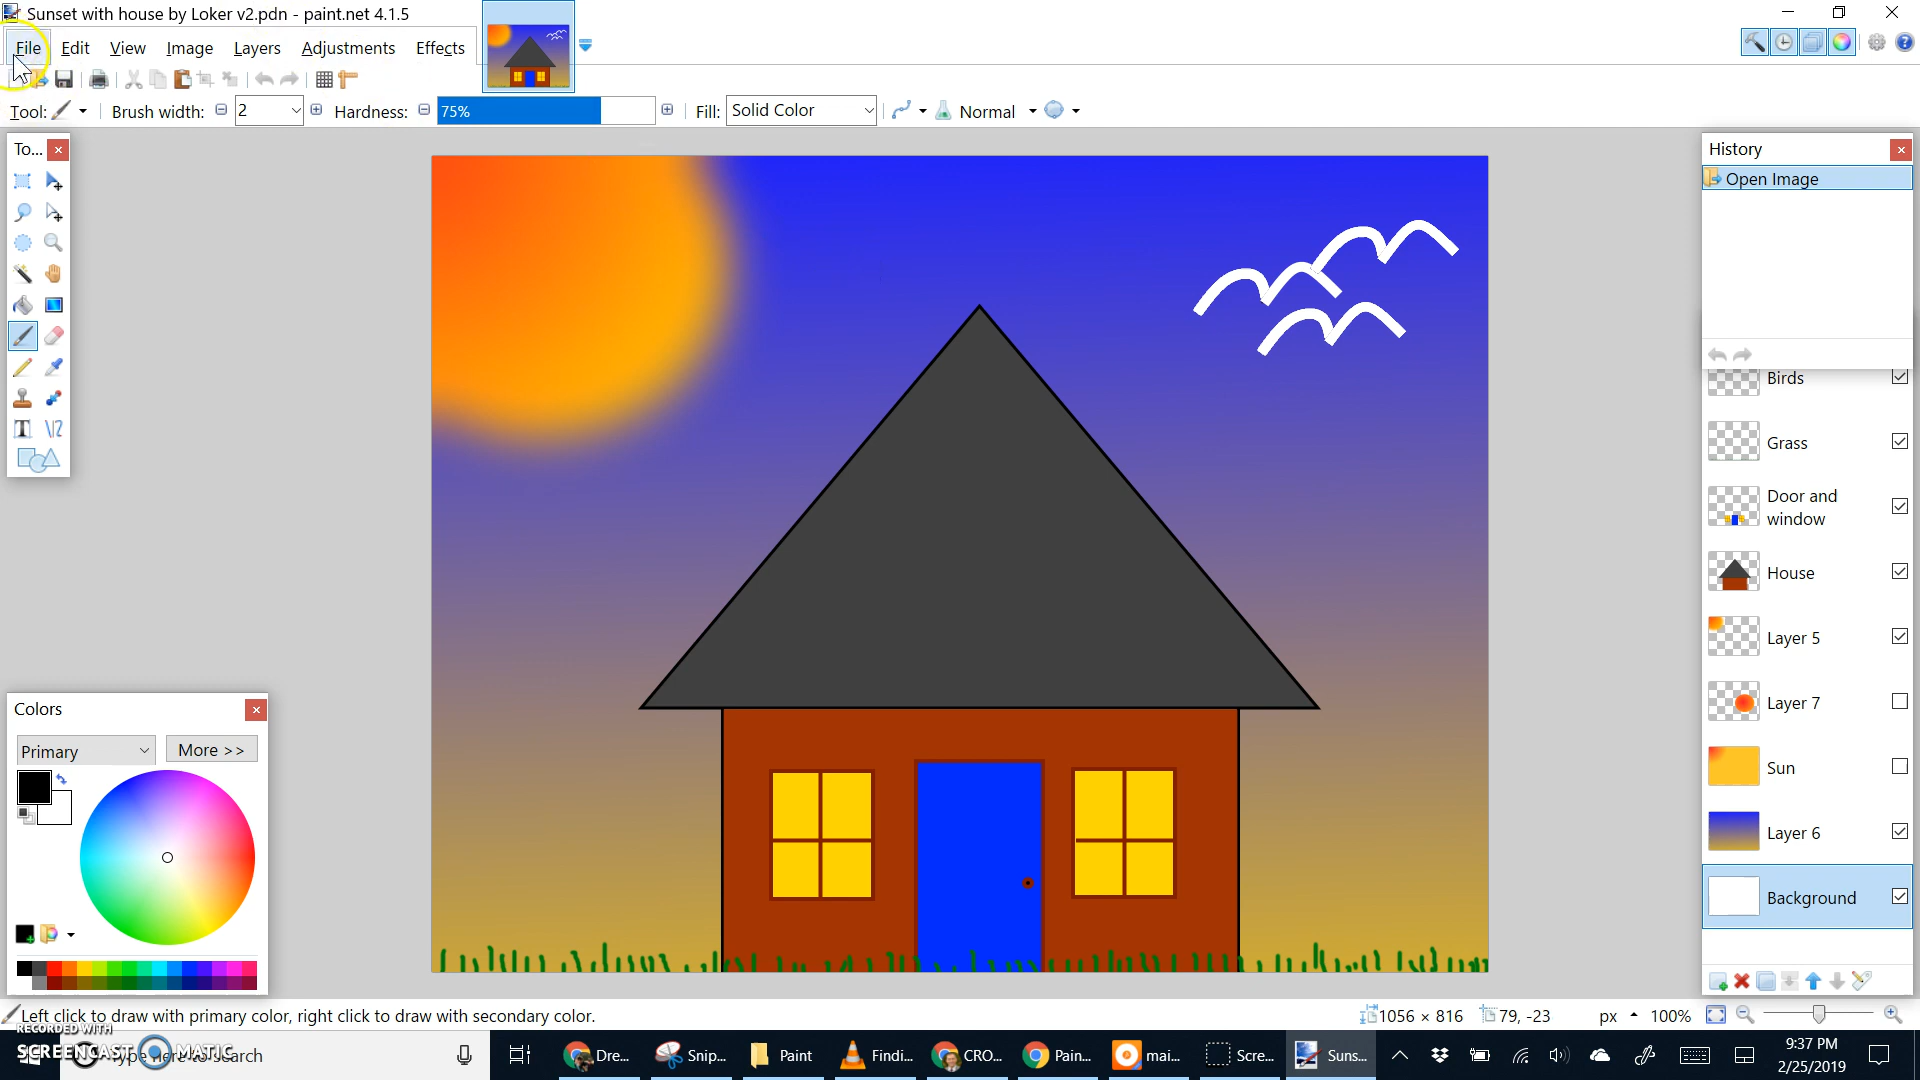 Sunset with house by Loker v2.pdn - paint.net 4.1.5
File Edit View Image Layers Adjustments Effects
Tool: Brush width: 2 Hardness: 75% Fill: Solid Color Normal
To...
History
Open Image
Birds
Grass
Door and
window
House
Layer 5
Layer 7
Sun
Layer 6
Background
Colors
Primary More >>
Left click to draw with primary color, right click to draw with secondary color.
1056 × 816 79, -23 px 100%
RECORDED WITH
SCREENCAST MATIC
Type here to search
Dre... Snip... Paint Findi... CRO... Pain... mai... Scre... Suns...
9:37 PM
2/25/2019